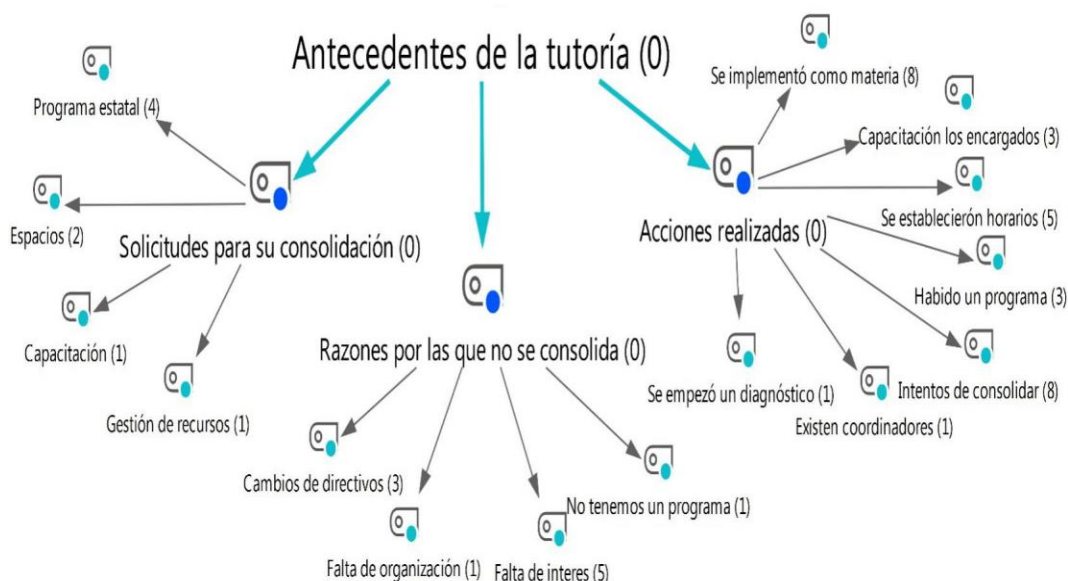 Antecedentes de la tutoría (0)
Programa estatal (4)
Espacios (2)
Solicitudes para su consolidación (0)
Capacitación (1)
Gestión de recursos (1)
Razones por las que no se consolida (0)
Cambios de directivos (3)
Falta de organización (1)
Falta de interes (5)
No tenemos un programa (1)
Se implementó como materia (8)
Capacitación los encargados (3)
Se establecierón horarios (5)
Acciones realizadas (0)
Habido un programa (3)
Intentos de consolidar (8)
Se empezó un diagnóstico (1)
Existen coordinadores (1)